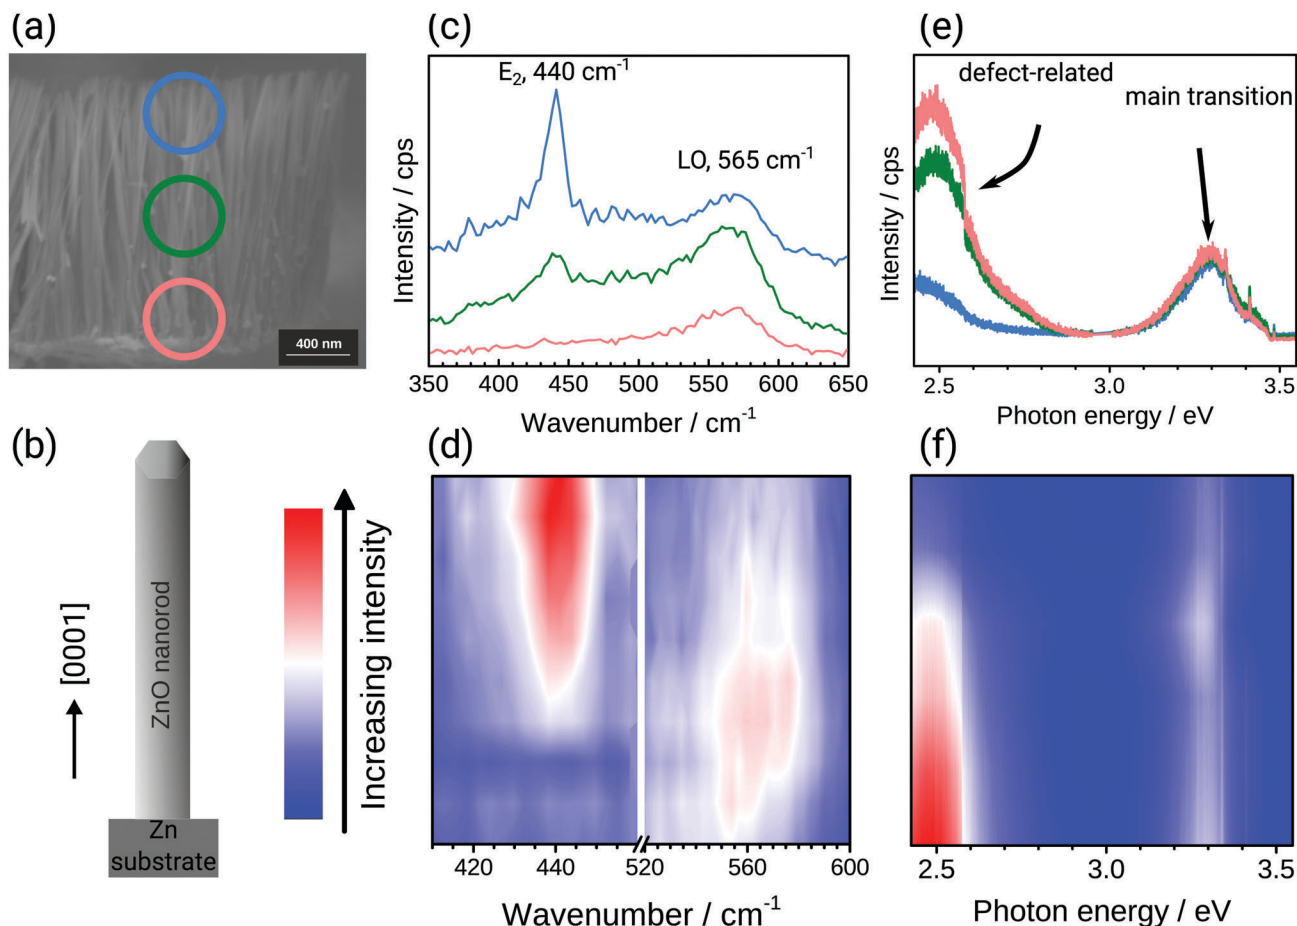 (a)
400 nm
(b)
[0001]
ZnO nanorod
Zn
substrate
Increasing intensity
(c)
E2, 440 cm-1
LO, 565 cm-1
Intensity / cps
350 400 450 500 550 600 650
Wavenumber / cm-1
(d)
420 440 520 560 600
Wavenumber / cm-1
(e)
defect-related
main transition
Intensity / cps
2.5 3.0 3.5
Photon energy / eV
(f)
2.5 3.0 3.5
Photon energy / eV